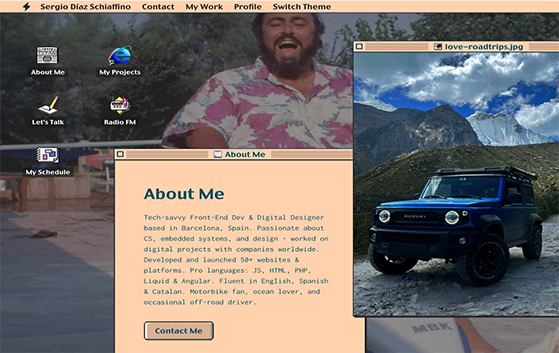 Sergio Díaz Schiaffino Contact My Work Profile Switch Theme
love-roadtrips.jpg
About Me My Projects
Let's Talk Radio FM
My Schedule
About Me
About Me
Tech-savvy Front-End Dev & Digital Designer
based in Barcelona, Spain. Passionate about
CS, embedded systems, and design - worked on
digital projects with companies worldwide.
Developed and launched 50+ websites &
platforms. Pro languages: JS, HTML, PHP,
Liquid & Angular. Fluent in English, Spanish
& Catalan. Motorbike fan, ocean lover, and
occasional off-road driver.
Contact Me
SUZUKI
MBK